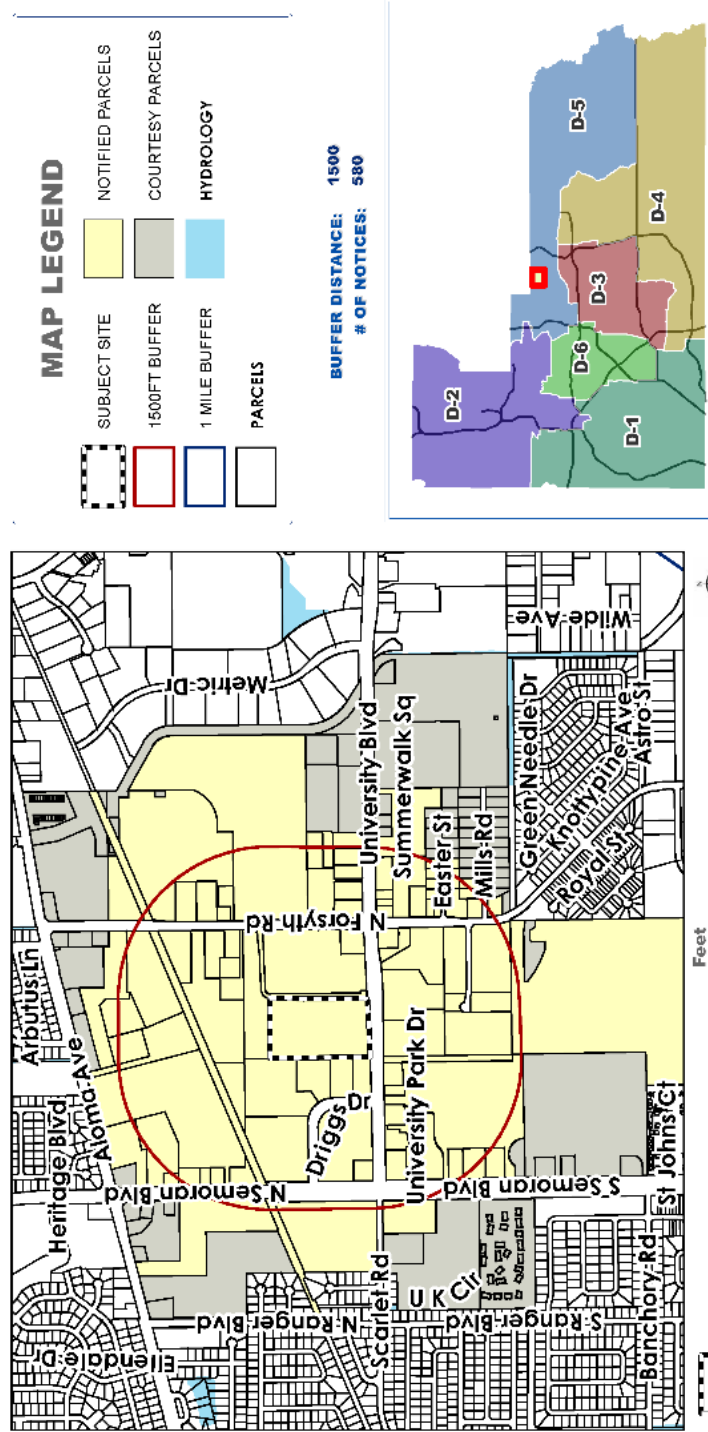 MAP LEGEND
SUBJECT SITE
1500FT BUFFER
1 MILE BUFFER
PARCELS
NOTIFIED PARCELS
COURTESY PARCELS
HYDROLOGY
BUFFER DISTANCE: 1500
# OF NOTICES: 580
D-2
D-5
D-6
D-3
D-4
D-1
Arbutus Ln
Heritage Blvd
Aloma Ave
Ellendale Dr
N Semoran Blvd
N Ranger Blvd
N Forsyth Rd
Metric Dr
Driggs Dr
University Blvd
Scarlet Rd
University Park Dr
Summerwalk Sq
Easter St
Mills Rd
U K Cir
S Semoran Blvd
S Ranger Blvd
Green Needle Dr
Knottypine Ave
Royal St
Astro St
Wilde Ave
Banchory Rd
St Johns Ct
Feet